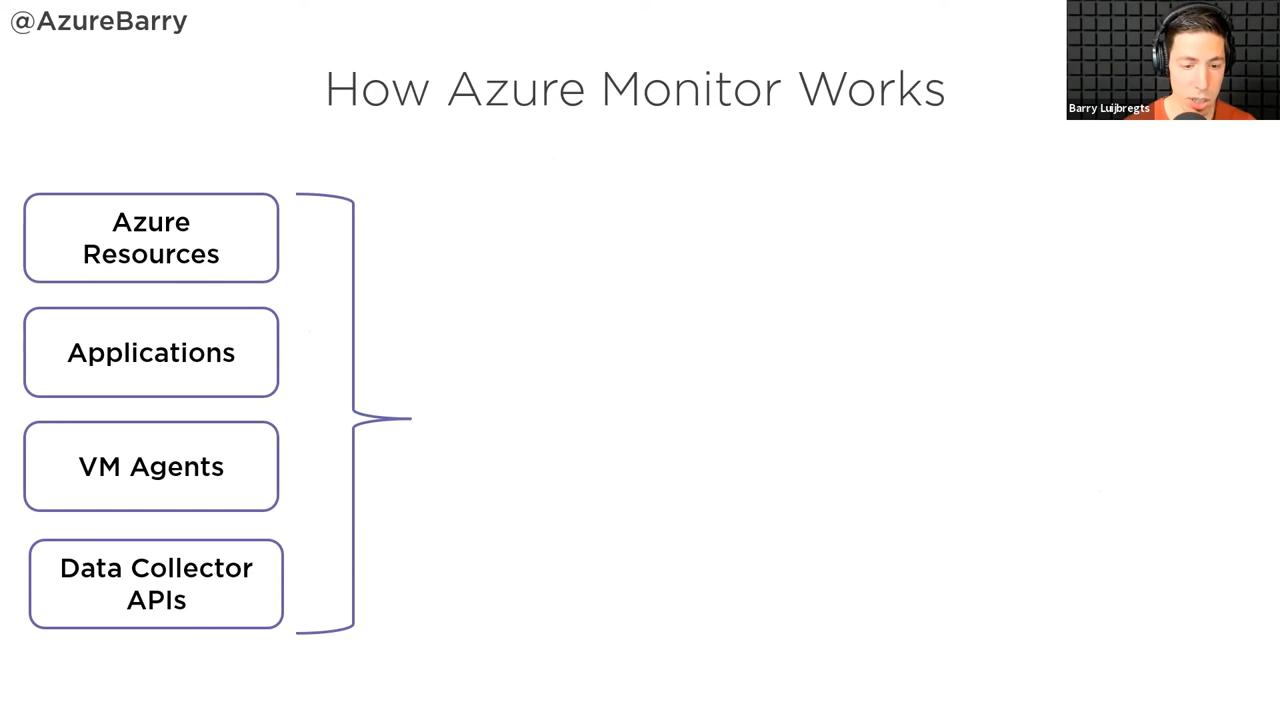 @AzureBarry
How Azure Monitor Works
Barry Luijbregts
Azure
Resources
Applications
VM Agents
Data Collector
APIs